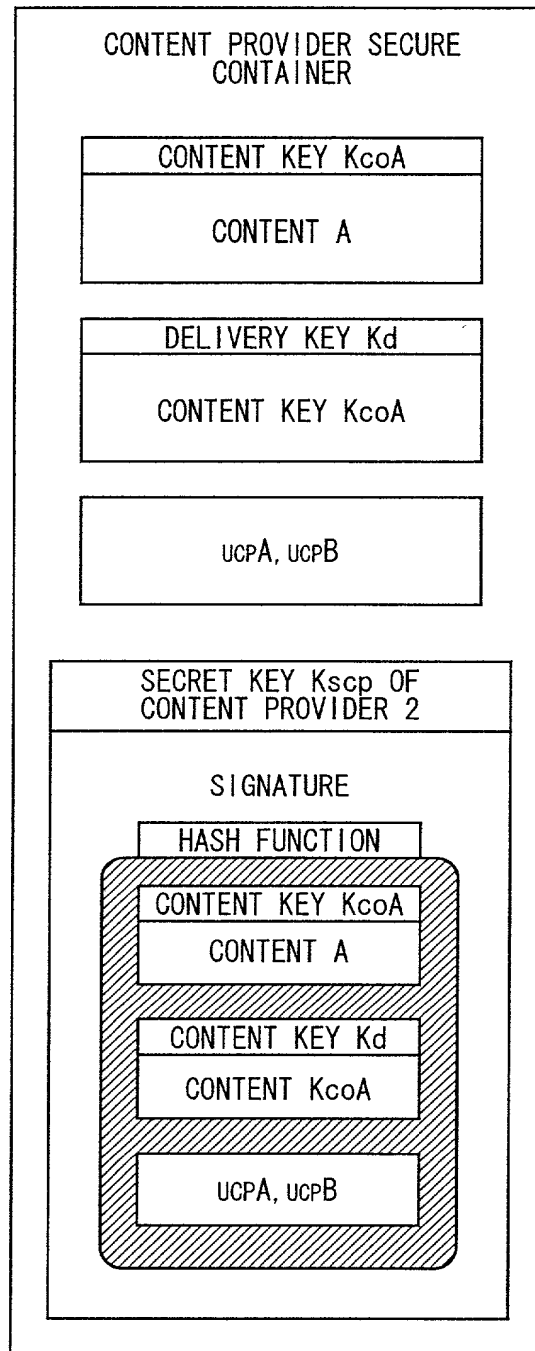 CONTENT PROVIDER SECURE
CONTAINER
CONTENT KEY KcoA
CONTENT A
DELIVERY KEY Kd
CONTENT KEY KcoA
UCPA, UCPB
SECRET KEY Kscp OF
CONTENT PROVIDER 2
SIGNATURE
HASH FUNCTION
CONTENT KEY KcoA
CONTENT A
CONTENT KEY Kd
CONTENT KcoA
UCPA, UCPB